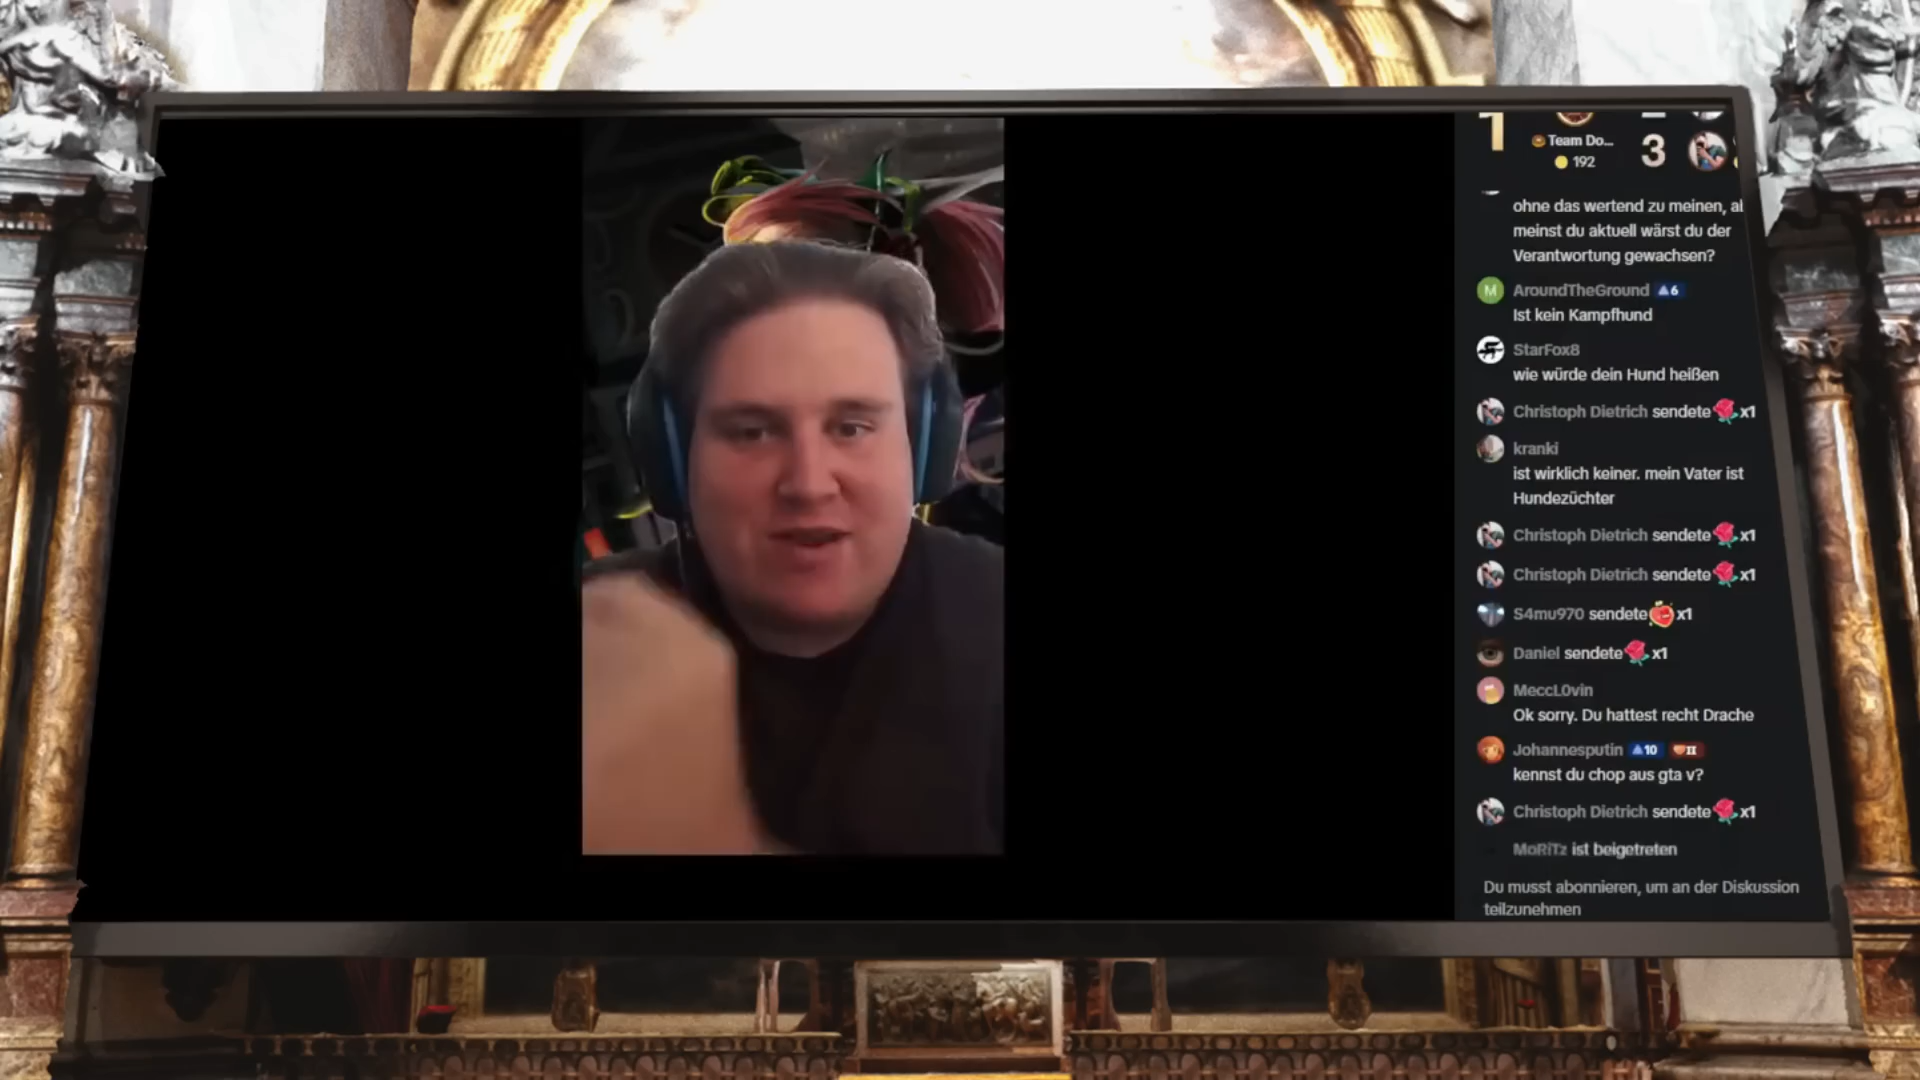 1
Team Do...
192
3
ohne das wertend zu meinen, al
meinst du aktuell wärst du der
Verantwortung gewachsen?
M
AroundTheGround 6
Ist kein Kampfhund
StarFox8
wie würde dein Hund heißen
Christoph Dietrich sendete x1
kranki
ist wirklich keiner. mein Vater ist
Hundezüchter
Christoph Dietrich sendete x1
Christoph Dietrich sendete x1
S4mu970 sendete x1
Daniel sendete x1
MeccL0vin
Ok sorry. Du hattest recht Drache
Johannesputin 10 II
kennst du chop aus gta v?
Christoph Dietrich sendete x1
MoRiTz ist beigetreten
Du musst abonnieren, um an der Diskussion
teilzunehmen